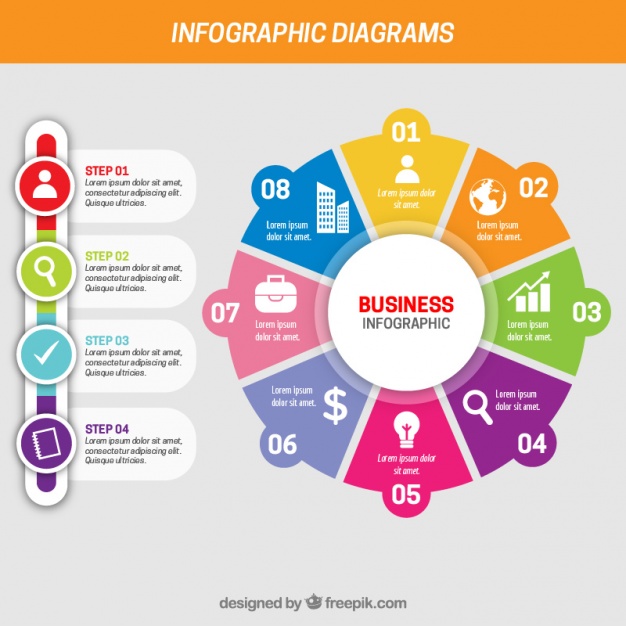 INFOGRAPHIC DIAGRAMS
STEP 01
Lorem ipsum dolor sit amet,
consectetur adipiscing elit.
Quisque ultricies.
STEP 02
Lorem ipsum dolor sit amet,
consectetur adipiscing elit.
Quisque ultricies.
STEP 03
Lorem ipsum dolor sit amet,
consectetur adipiscing elit.
Quisque ultricies.
STEP 04
Lorem ipsum dolor sit amet,
consectetur adipiscing elit.
Quisque ultricies.
BUSINESS
INFOGRAPHIC
01
Lorem ipsum dolor
sit amet.
02
Lorem ipsum
dolor sit amet.
03
Lorem ipsum
dolor sit amet.
04
Lorem ipsum
dolor sit amet.
05
Lorem ipsum dolor
sit amet.
06
Lorem ipsum
dolor sit amet.
$
07
Lorem ipsum
dolor sit amet.
08
Lorem ipsum
dolor sit amet.
designed by freepik.com